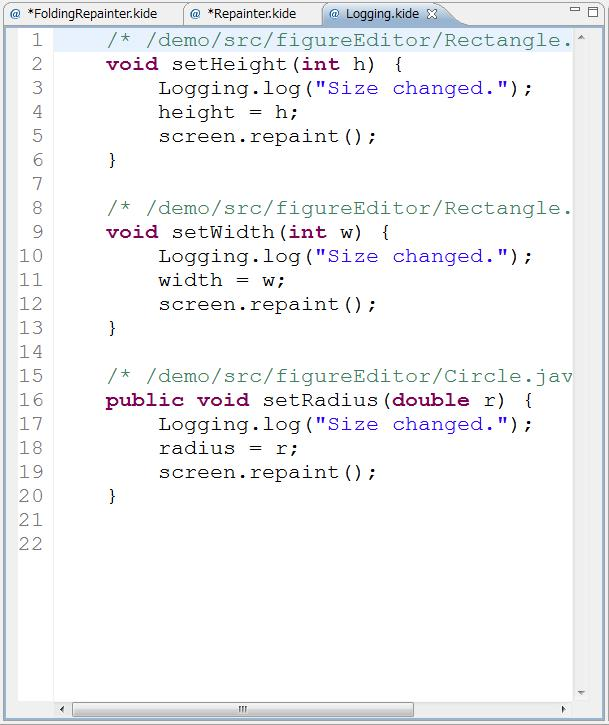 @ *FoldingRepainter.kide @ *Repainter.kide @ Logging.kide
1 /* /demo/src/figureEditor/Rectangle.
2 void setHeight(int h) {
3 Logging.log("Size changed.");
4 height = h;
5 screen.repaint();
6 }
7
8 /* /demo/src/figureEditor/Rectangle.
9 void setWidth(int w) {
10 Logging.log("Size changed.");
11 width = w;
12 screen.repaint();
13 }
14
15 /* /demo/src/figureEditor/Circle.jav
16 public void setRadius(double r) {
17 Logging.log("Size changed.");
18 radius = r;
19 screen.repaint();
20 }
21
22